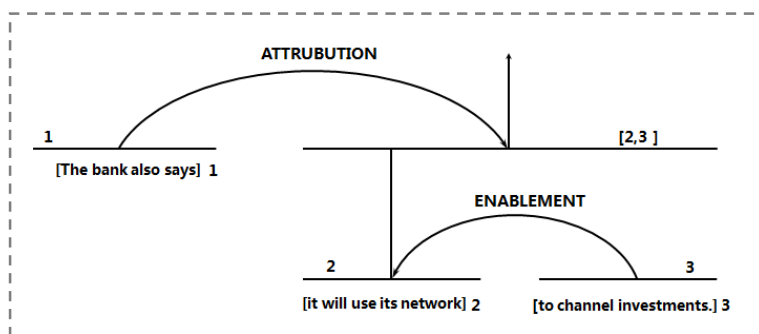 ATTRUBUTION
1
[2,3 ]
[The bank also says] 1
ENABLEMENT
2
3
[it will use its network] 2
[to channel investments.] 3